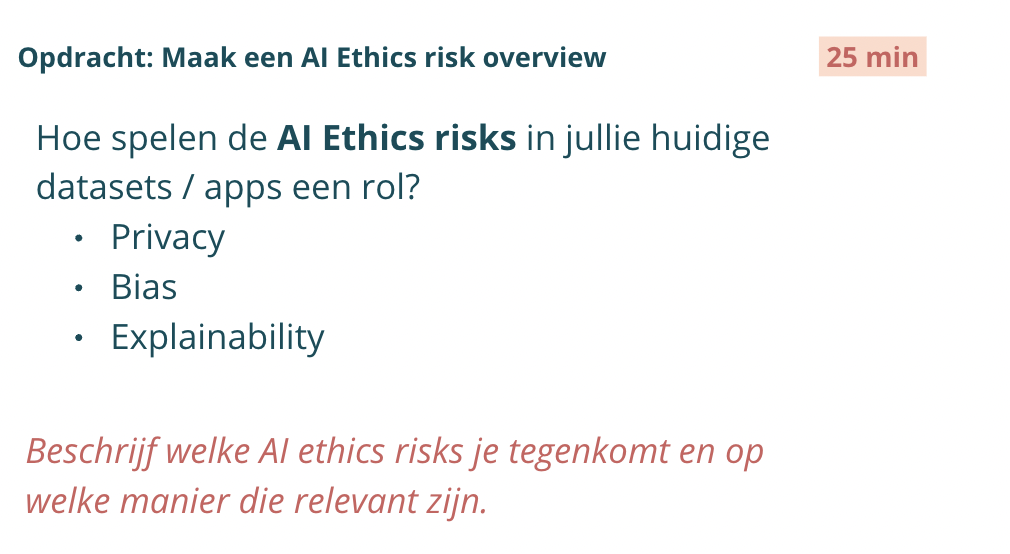 Opdracht: Maak een AI Ethics risk overview
25 min
Hoe spelen de AI Ethics risks in jullie huidige
datasets / apps een rol?
• Privacy
• Bias
• Explainability
Beschrijf welke AI ethics risks je tegenkomt en op
welke manier die relevant zijn.